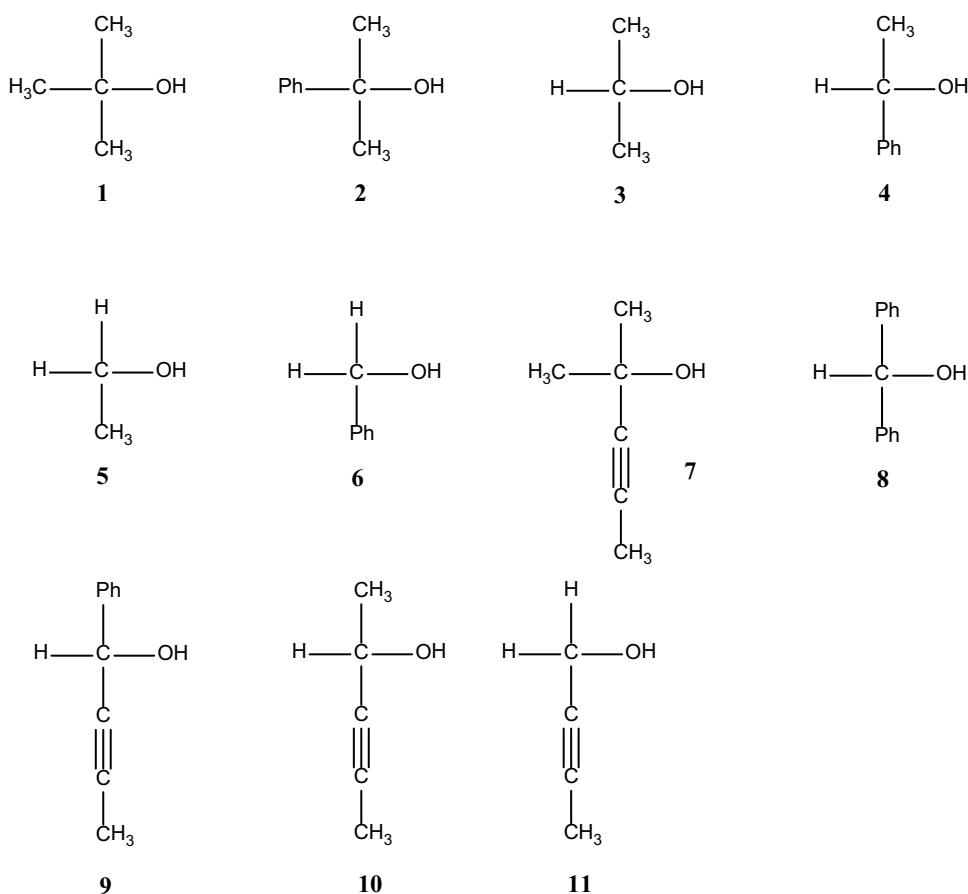 CH3 CH3 CH3 CH3
H3C C OH Ph C OH H C OH H C OH
CH3 CH3 CH3 Ph
1 2 3 4
H H CH3 Ph
H C OH H C OH H3C C OH H C OH
CH3 Ph C Ph
5 6 7 8
C
CH3
Ph CH3 H
H C OH H C OH H C OH
C C C
C C C
CH3 CH3 CH3
9 10 11